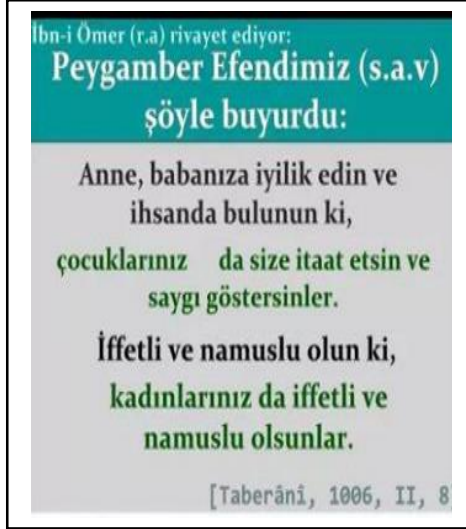 İbn-i Ömer (r.a) rivayet ediyor:
Peygamber Efendimiz (s.a.v)
şöyle buyurdu:
Anne, babanıza iyilik edin ve
ihsanda bulunun ki,
çocuklarınız da size itaat etsin ve
saygı göstersinler.
İffetli ve namuslu olun ki,
kadınlarınız da iffetli ve
namuslu olsunlar.
[Taberânî, 1006, II, 8